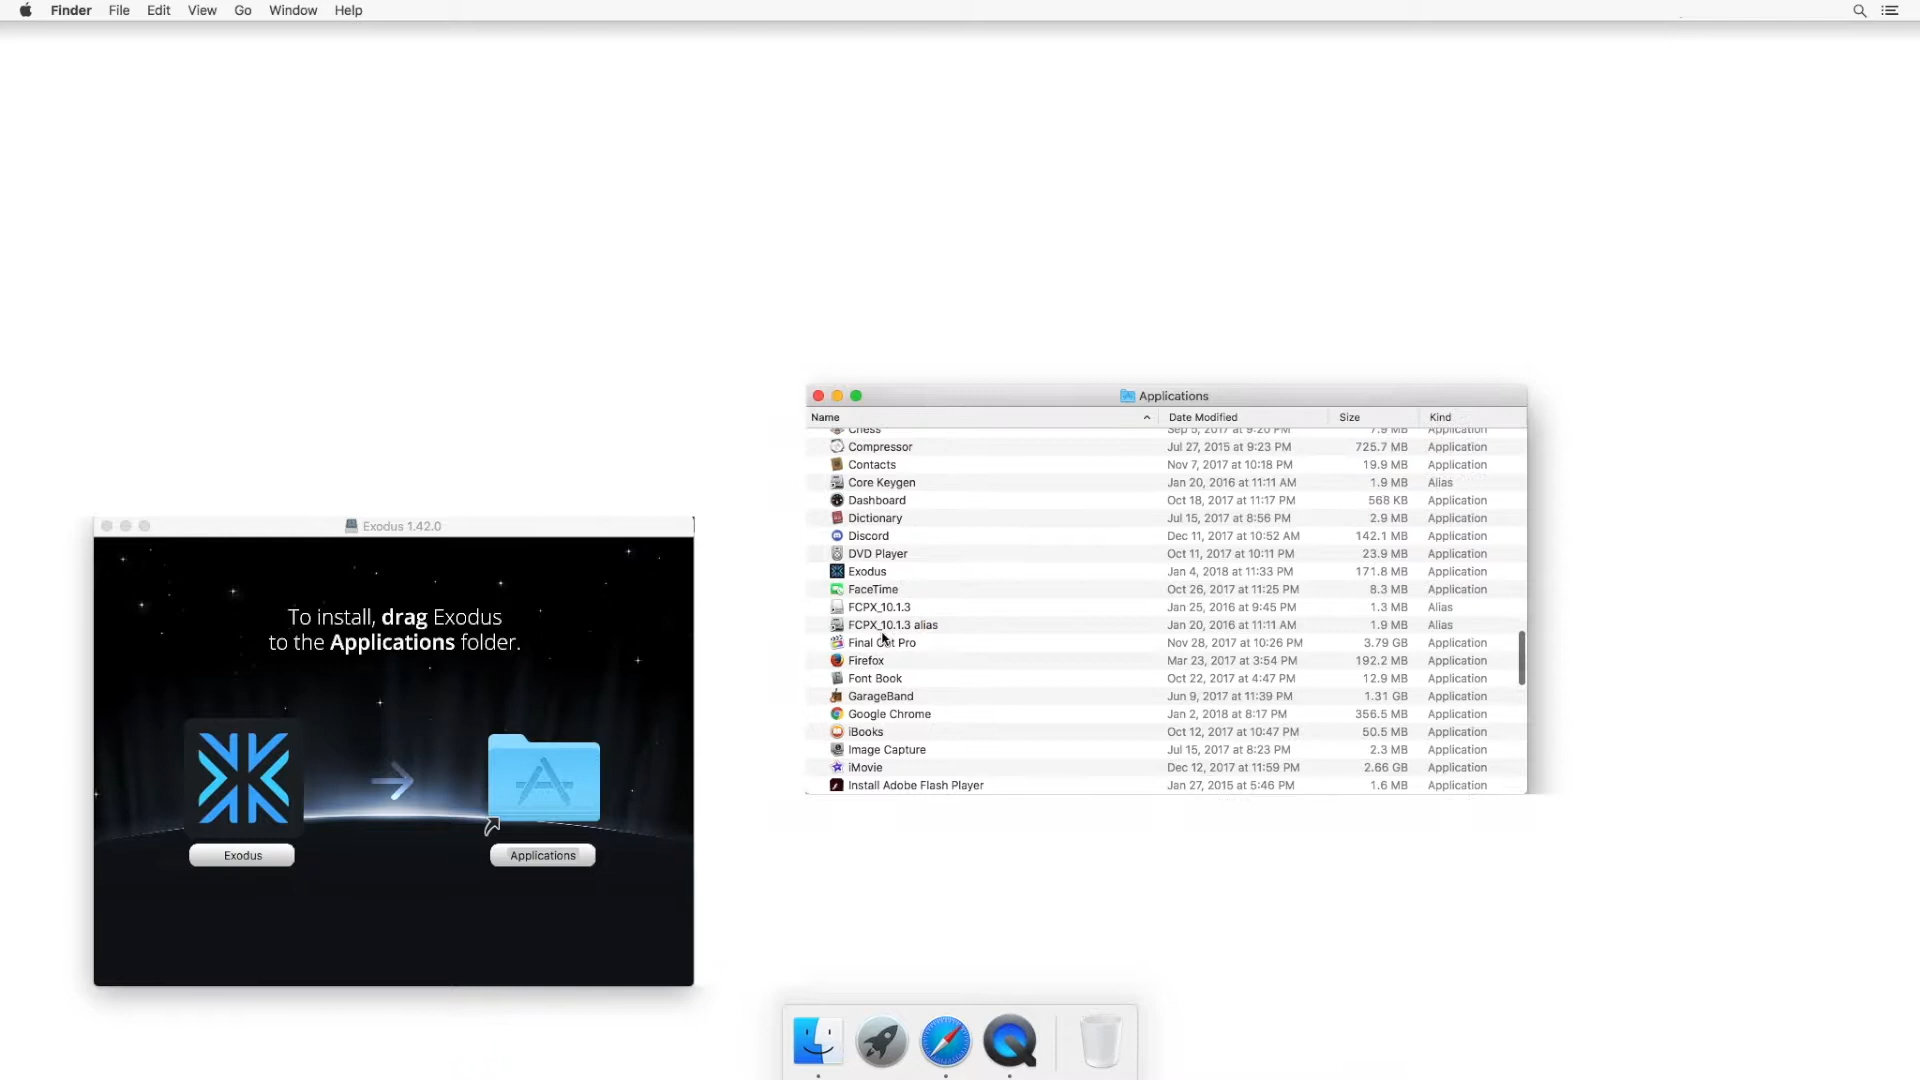 Finder File Edit View Go Window Help
Applications
Name Date Modified Size Kind
Chess Sep 5, 2017 at 9:20 PM 7.9 MB Application
Compressor Jul 27, 2015 at 9:23 PM 725.7 MB Application
Contacts Nov 7, 2017 at 10:18 PM 19.9 MB Application
Core Keygen Jan 20, 2016 at 11:11 AM 1.9 MB Alias
Dashboard Oct 18, 2017 at 11:17 PM 568 KB Application
Dictionary Jul 15, 2017 at 8:56 PM 2.9 MB Application
Discord Dec 11, 2017 at 10:52 AM 142.1 MB Application
DVD Player Oct 11, 2017 at 10:11 PM 23.9 MB Application
Exodus Jan 4, 2018 at 11:33 PM 171.8 MB Application
FaceTime Oct 26, 2017 at 11:25 PM 8.3 MB Application
FCPX_10.1.3 Jan 25, 2016 at 9:45 PM 1.3 MB Alias
FCPX_10.1.3 alias Jan 20, 2016 at 11:11 AM 1.9 MB Alias
Final Cut Pro Nov 28, 2017 at 10:26 PM 3.79 GB Application
Firefox Mar 23, 2017 at 3:54 PM 192.2 MB Application
Font Book Oct 22, 2017 at 4:47 PM 12.9 MB Application
GarageBand Jun 9, 2017 at 11:39 PM 1.31 GB Application
Google Chrome Jan 2, 2018 at 8:17 PM 356.5 MB Application
iBooks Oct 12, 2017 at 10:47 PM 50.5 MB Application
Image Capture Jul 15, 2017 at 8:23 PM 2.3 MB Application
iMovie Dec 12, 2017 at 11:59 PM 2.66 GB Application
Install Adobe Flash Player Jan 27, 2015 at 5:46 PM 1.6 MB Application
Exodus 1.42.0
To install, drag Exodus
to the Applications folder.
Exodus Applications